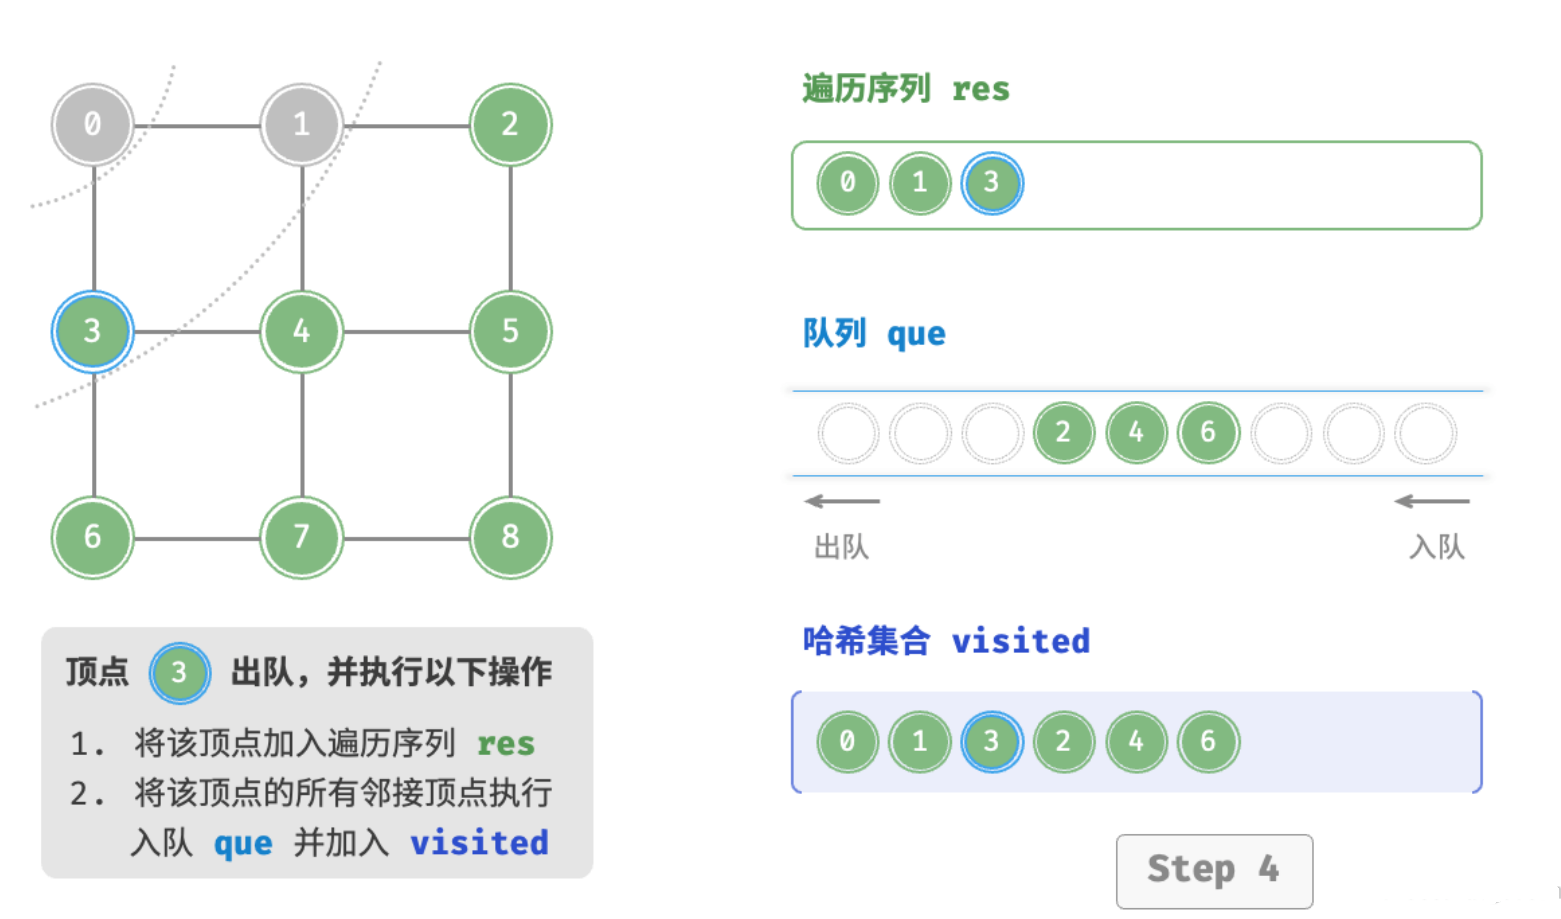 0 1 2
3 4 5
6 7 8
顶点 3 出队，并执行以下操作
1. 将该顶点加入遍历序列 res
2. 将该顶点的所有邻接顶点执行
入队 que 并加入 visited
遍历序列 res
0 1 3
队列 que
2 4 6
出队 入队
哈希集合 visited
0 1 3 2 4 6
Step 4